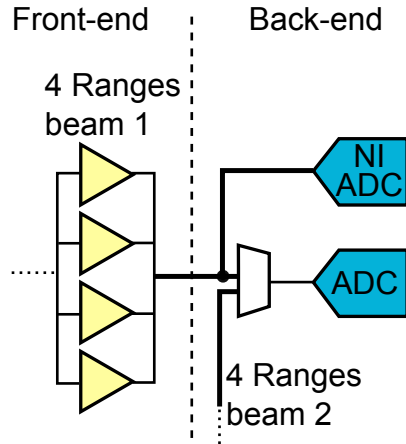 Front-end
Back-end
4 Ranges
beam 1
NI
ADC
ADC
4 Ranges
beam 2